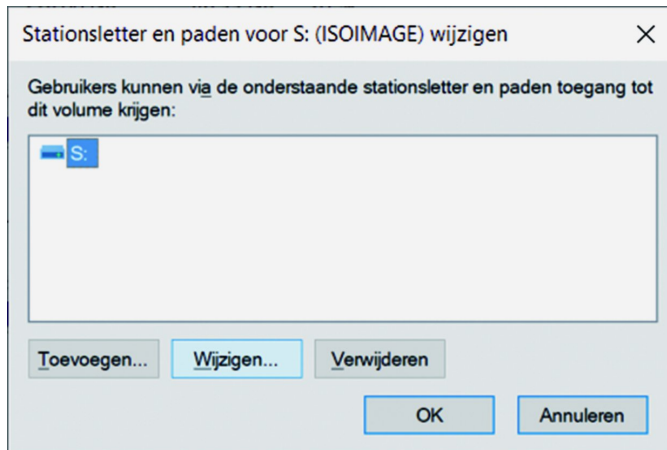 Stationsletter en paden voor S: (ISOIMAGE) wijzigen
Gebruikers kunnen via de onderstaande stationsletter en paden toegang tot
dit volume krijgen:
S:
Toevoegen... Wijzigen... Verwijderen
OK Annuleren